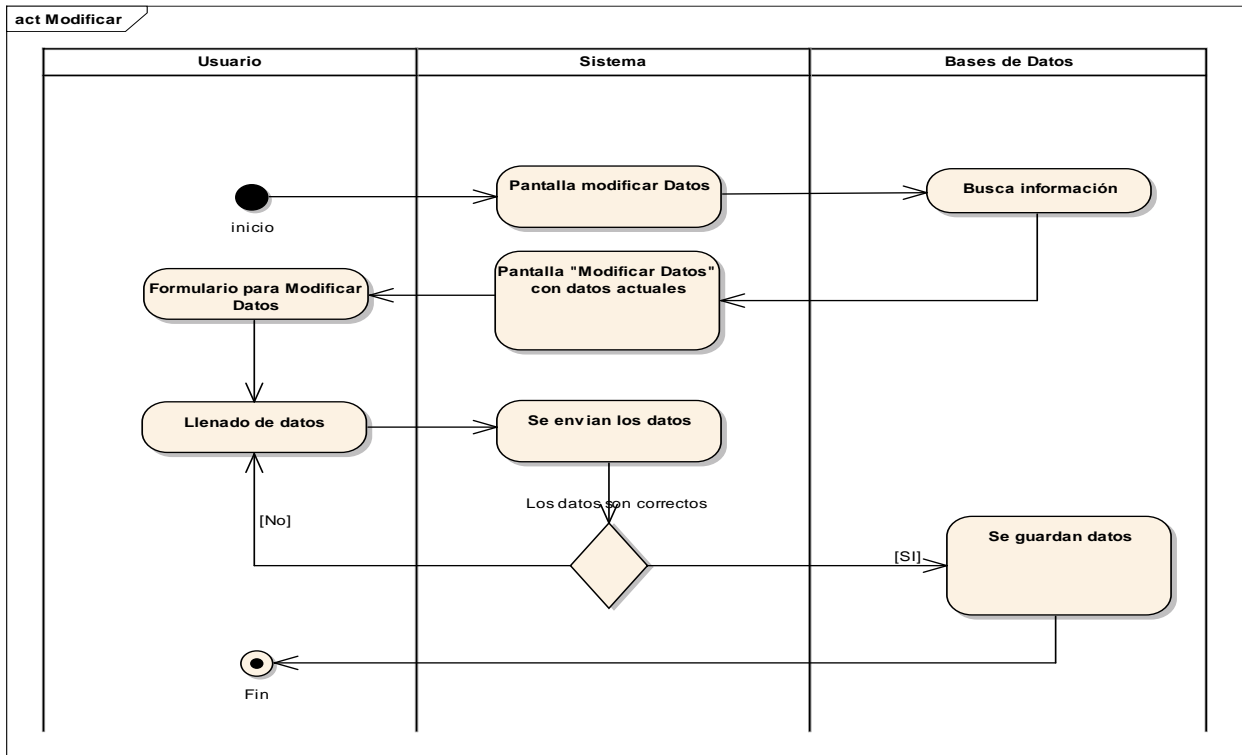 act Modificar
Usuario
Sistema
Bases de Datos
inicio
Pantalla modificar Datos
Busca información
Pantalla "Modificar Datos"
con datos actuales
Formulario para Modificar
Datos
Llenado de datos
Se envian los datos
Los datos son correctos
[No]
[SI]
Se guardan datos
Fin